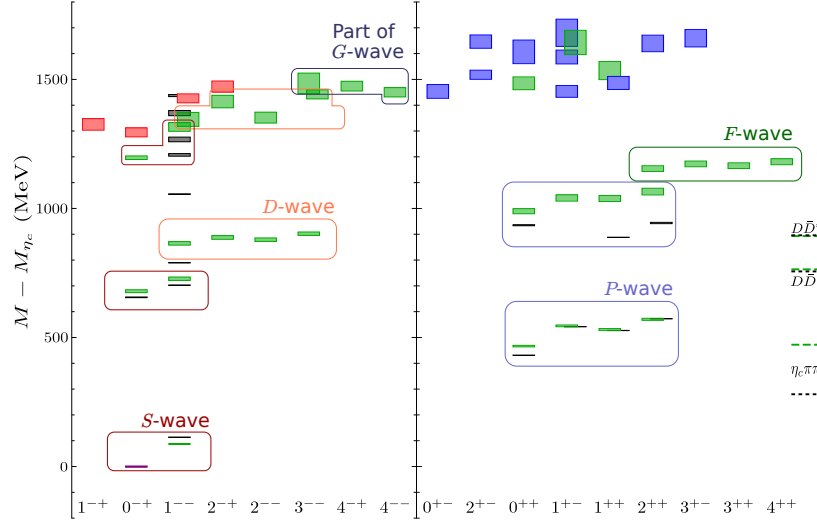 Part of
G-wave
1500
F-wave
M − M_{η_c} (MeV)
1000
D-wave
DD̄*
DD̄
P-wave
500
η_cππ
S-wave
0
1⁻⁺ 0⁻⁺ 1⁻⁻ 2⁻⁺ 2⁻⁻ 3⁻⁻ 4⁻⁺ 4⁻⁻ 0⁺⁻ 2⁺⁻ 0⁺⁺ 1⁺⁻ 1⁺⁺ 2⁺⁺ 3⁺⁻ 3⁺⁺ 4⁺⁺